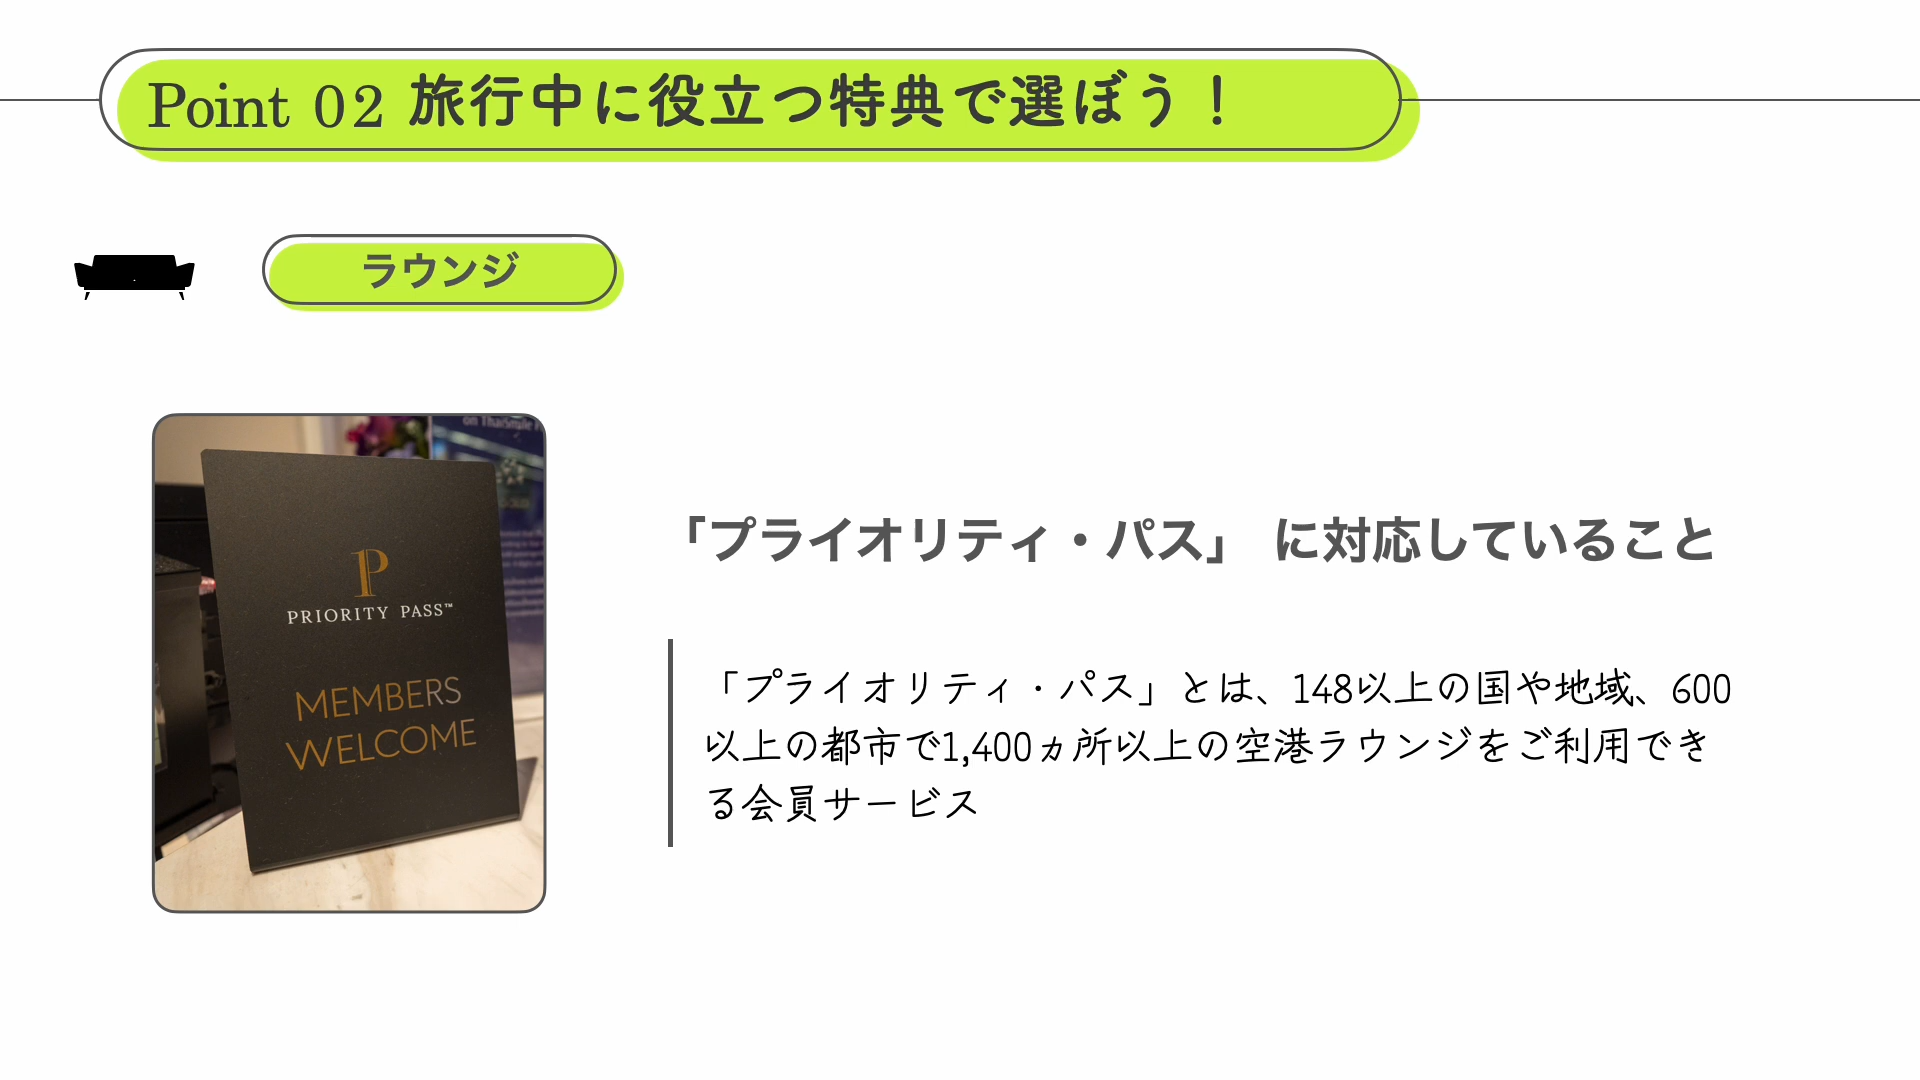 Point 02 旅行中に役立つ特典で選ぼう！
ラウンジ
on ThaiSmile
P
PRIORITY PASS™
MEMBERS
WELCOME
「プライオリティ・パス」 に対応していること
「プライオリティ・パス」とは、148以上の国や地域、600
以上の都市で1,400ヵ所以上の空港ラウンジをご利用でき
る会員サービス